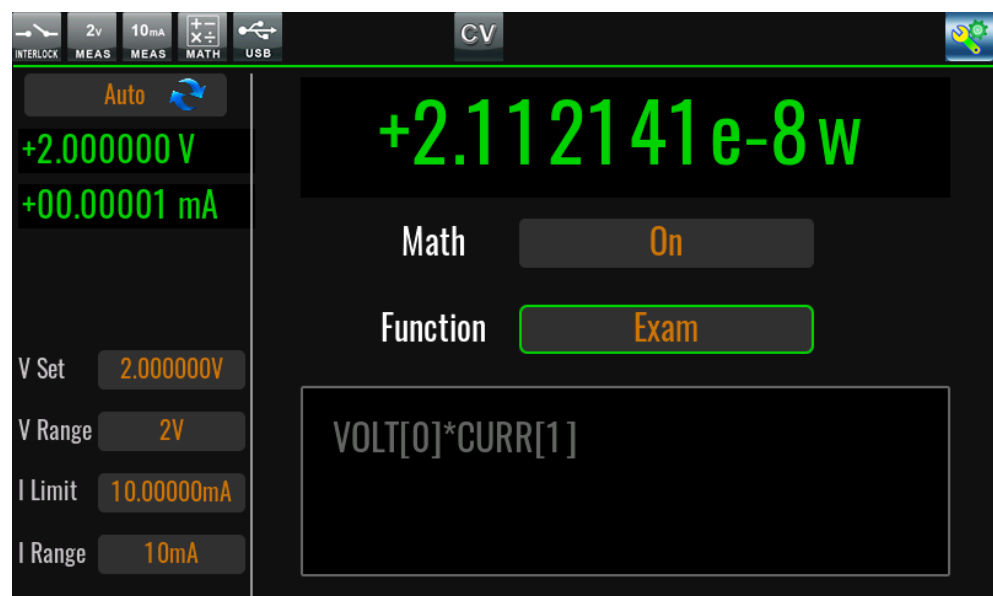 INTERLOCK 2V MEAS 10mA MEAS MATH USB CV
Auto
+2.000000 V
+00.00001 mA
+2.112141e-8 w
Math On
Function Exam
V Set 2.000000V
V Range 2V
I Limit 10.00000mA
I Range 10mA
VOLT[0]*CURR[1]